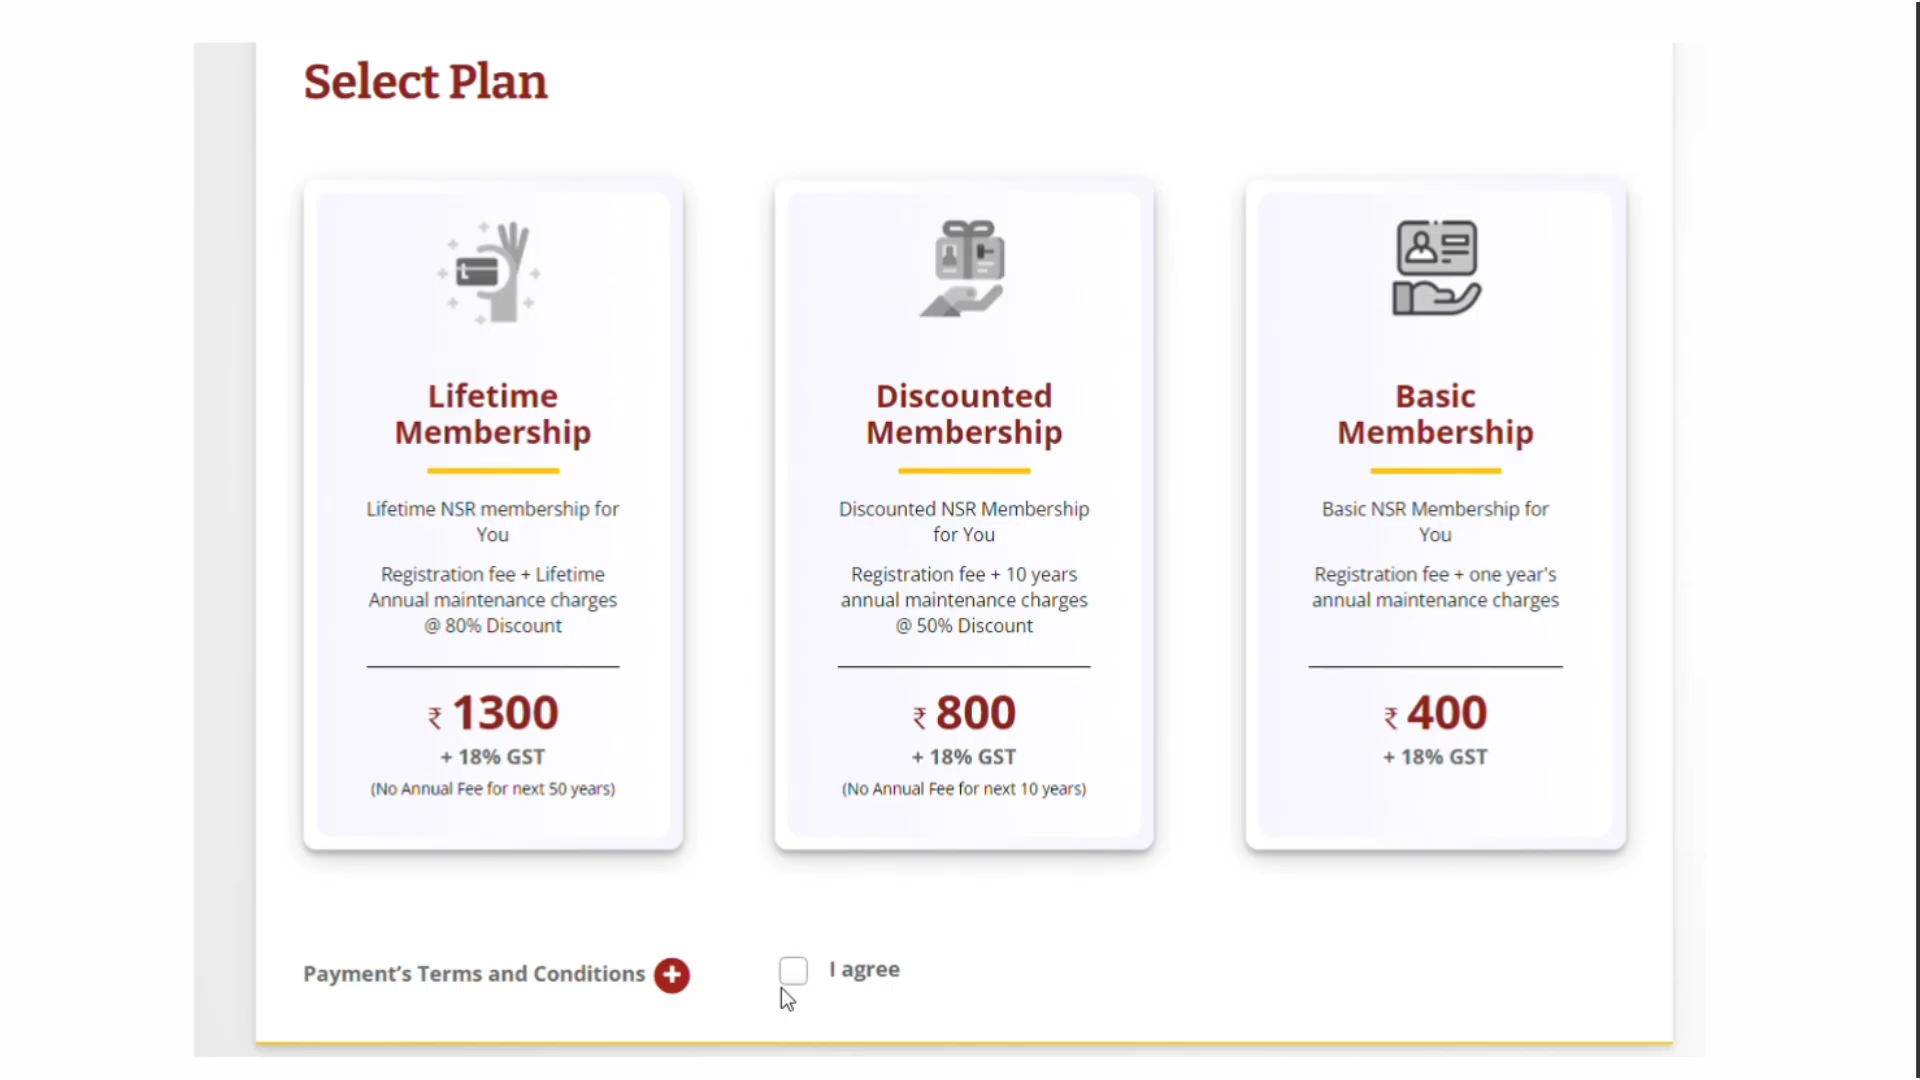 Select Plan
Lifetime
Membership
Lifetime NSR membership for
You
Registration fee + Lifetime
Annual maintenance charges
@ 80% Discount
₹ 1300
+ 18% GST
(No Annual Fee for next 50 years)
Discounted
Membership
Discounted NSR Membership
for You
Registration fee + 10 years
annual maintenance charges
@ 50% Discount
₹ 800
+ 18% GST
(No Annual Fee for next 10 years)
Basic
Membership
Basic NSR Membership for
You
Registration fee + one year's
annual maintenance charges
₹ 400
+ 18% GST
Payment’s Terms and Conditions
I agree